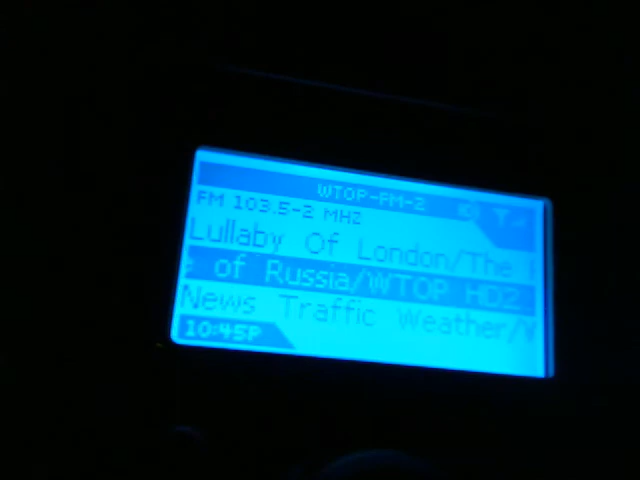 WTOP-FM-2
FM 103.5-2 MHZ
Lullaby Of London/The
of Russia/WTOP HD2
News Traffic Weather/
10:45P